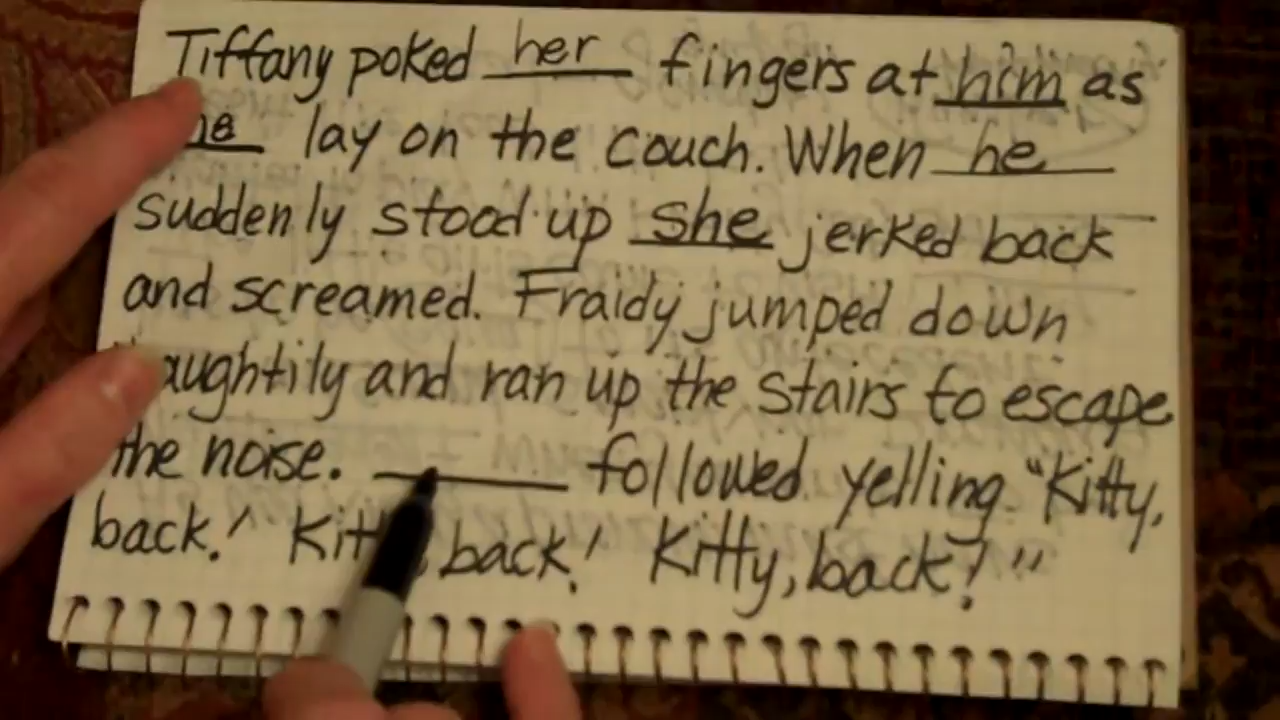 Tiffany poked her fingers at him as
he lay on the couch. When he
suddenly stood up she jerked back
and screamed. Fraidy jumped down
haughtily and ran up the stairs to escape
the noise. ______ followed yelling "Kitty,
back! Kitty, back! Kitty, back!"